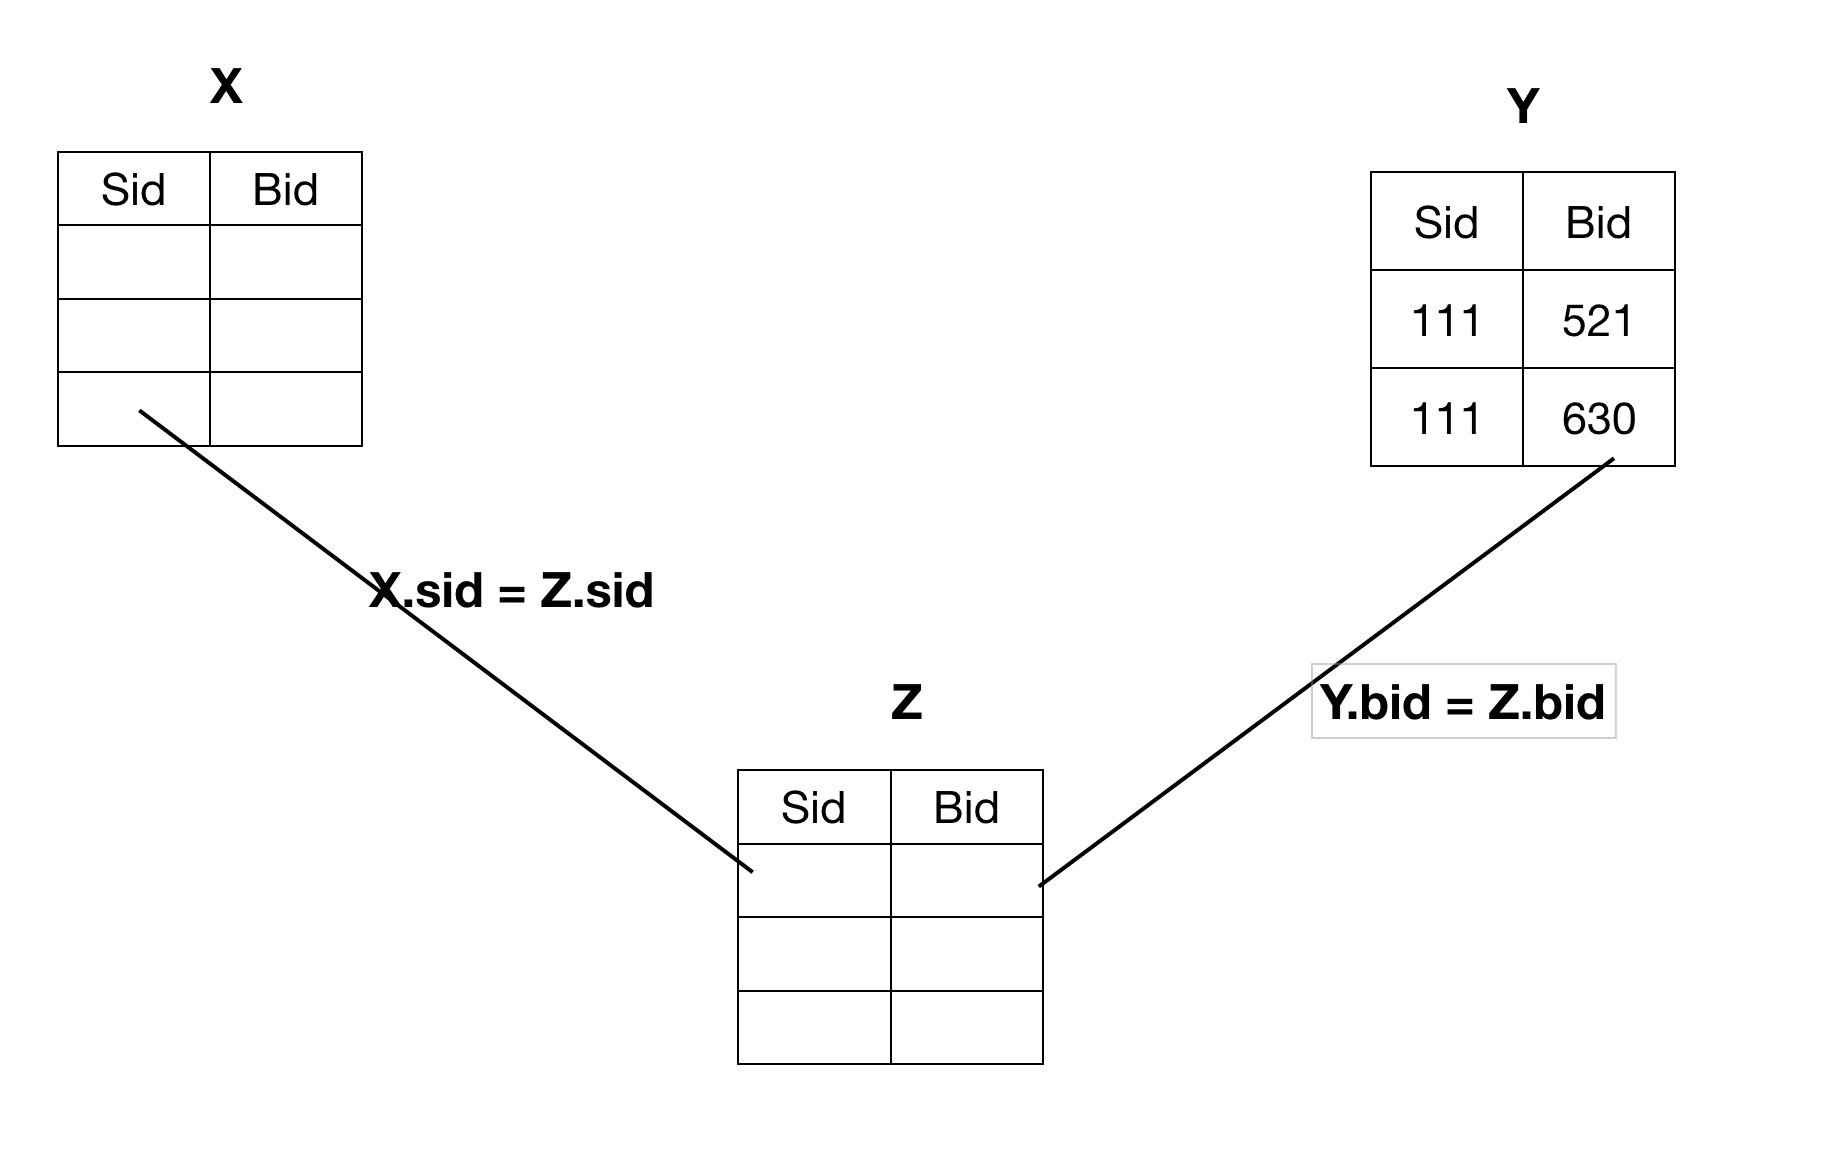 X
Sid Bid
Y
Sid Bid
111 521
111 630
X.sid = Z.sid
Y.bid = Z.bid
Z
Sid Bid